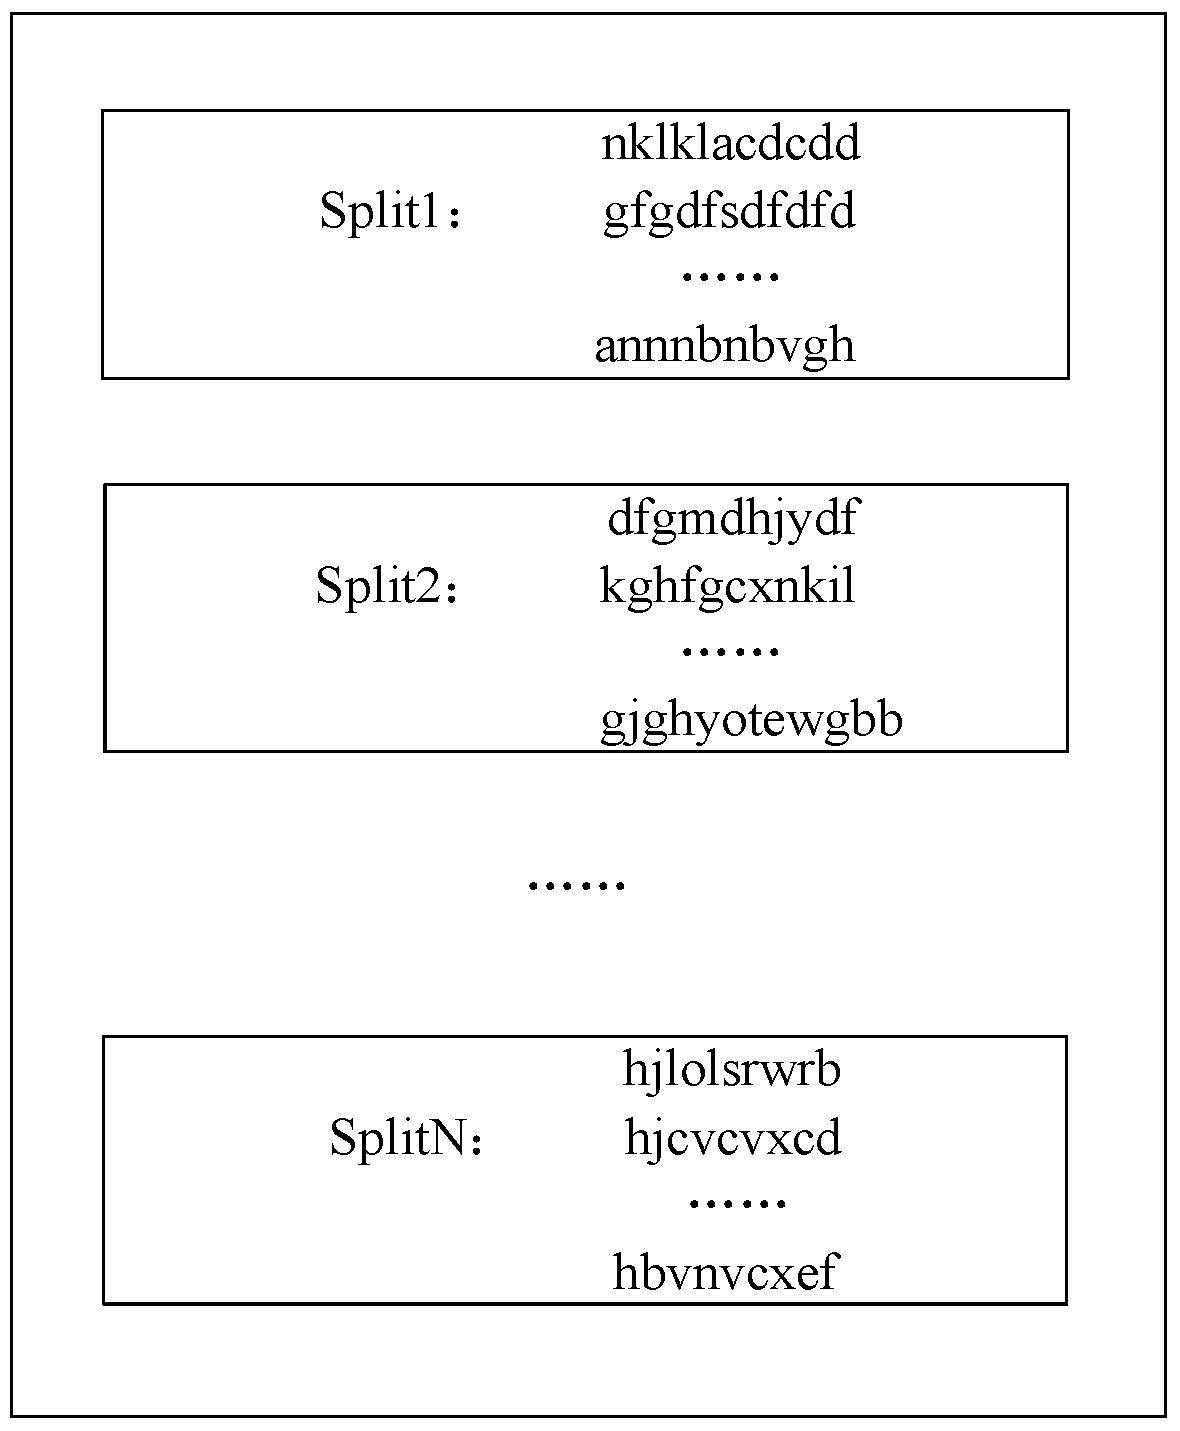 nklklacdcdd
Split1： gfgdfsdfdfd
……
annnbnbvgh
dfgmdhjydf
Split2： kghfgcxnkil
……
gjghyotewgbb
……
hjlolsrwrb
SplitN： hjcvcvxcd
……
hbvnvcxef